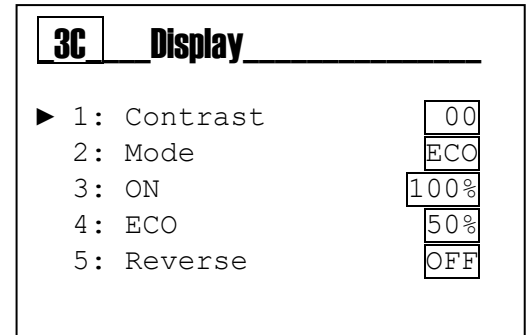 3C Display
► 1: Contrast 00
2: Mode ECO
3: ON 100%
4: ECO 50%
5: Reverse OFF